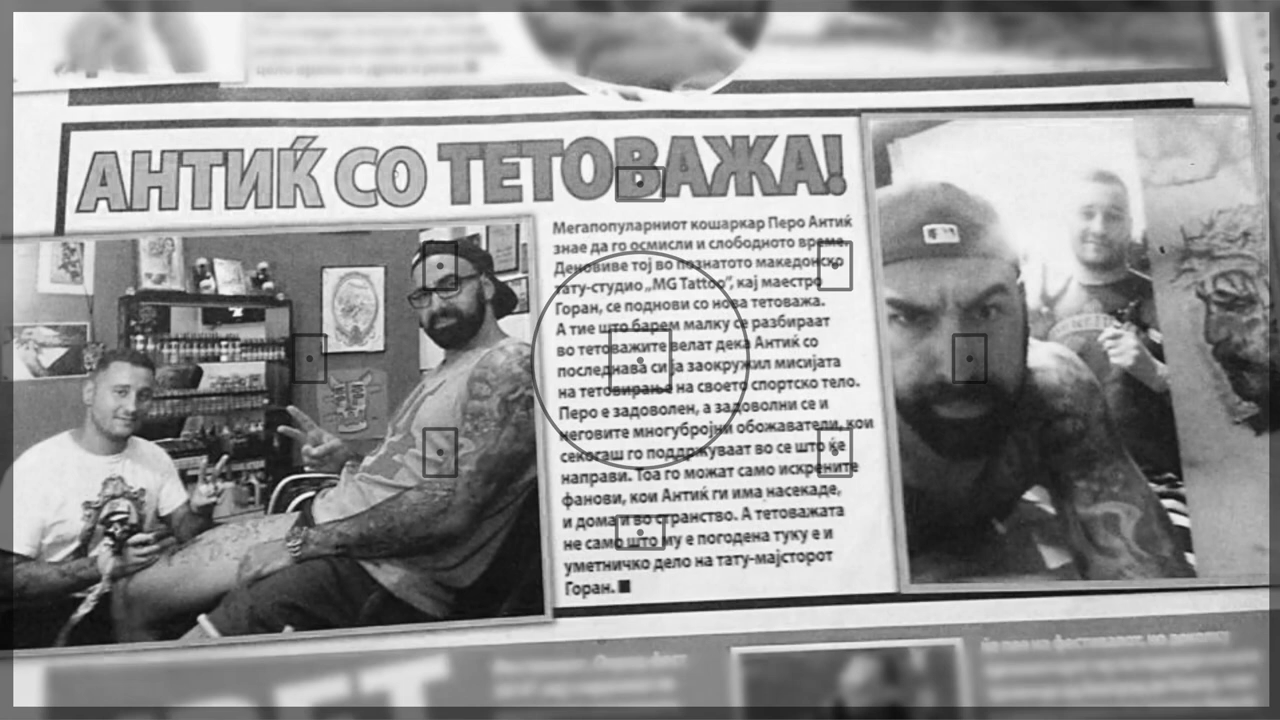 АНТИЌ СО ТЕТОВАЖА!
Мегапопуларниот кошаркар Перо Антиќ
знае да го осмисли и слободното време.
Деновиве тој во познатото македонско
тату-студио „MG Tattoo“, кај маестро
Горан, се поднови со нова тетоважа.
А тие што барем малку се разбираат
во тетоважите велат дека Антиќ со
последнава си ја заокружил мисијата
на тетовирање на своето спортско тело.
Перо е задоволен, а задоволни се и
неговите многубројни обожаватели, кои
секогаш го поддржуваат во се што ќе
направи. Тоа го можат само искрените
фанови, кои Антиќ ги има насекаде,
и дома и во странство. А тетоважата
не само што му е погодена туку е и
уметничко дело на тату-мајсторот
Горан.